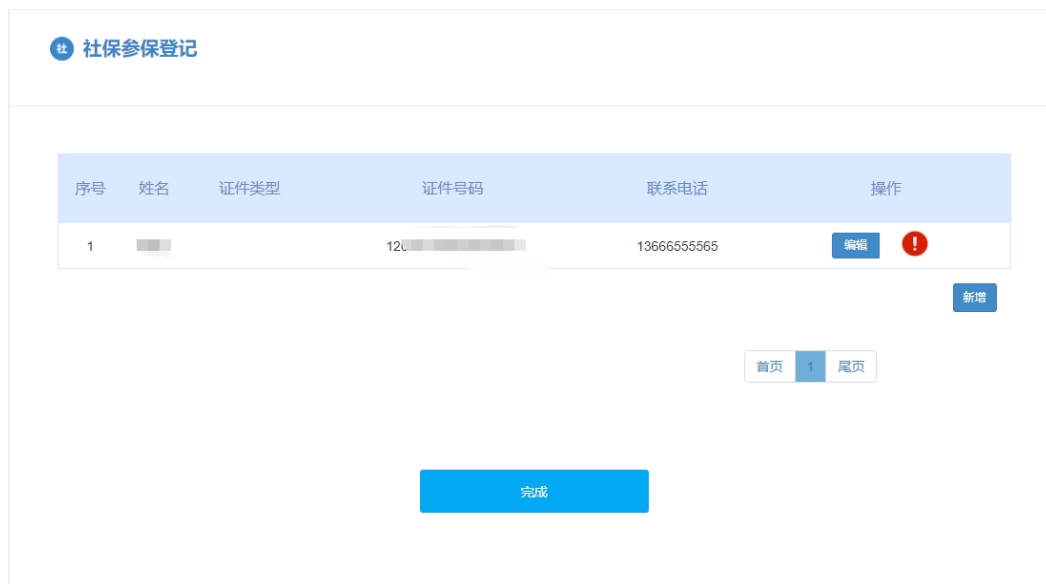 社 社保参保登记
序号 姓名 证件类型 证件号码 联系电话 操作
1 12 13666555565 编辑 !
新增
首页 1 尾页
完成